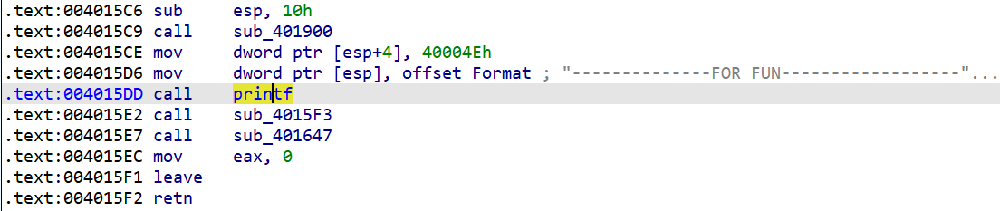 .text:004015C6 sub esp, 10h
.text:004015C9 call sub_401900
.text:004015CE mov dword ptr [esp+4], 40004Eh
.text:004015D6 mov dword ptr [esp], offset Format ; "--------------FOR FUN------------------"...
.text:004015DD call printf
.text:004015E2 call sub_4015F3
.text:004015E7 call sub_401647
.text:004015EC mov eax, 0
.text:004015F1 leave
.text:004015F2 retn